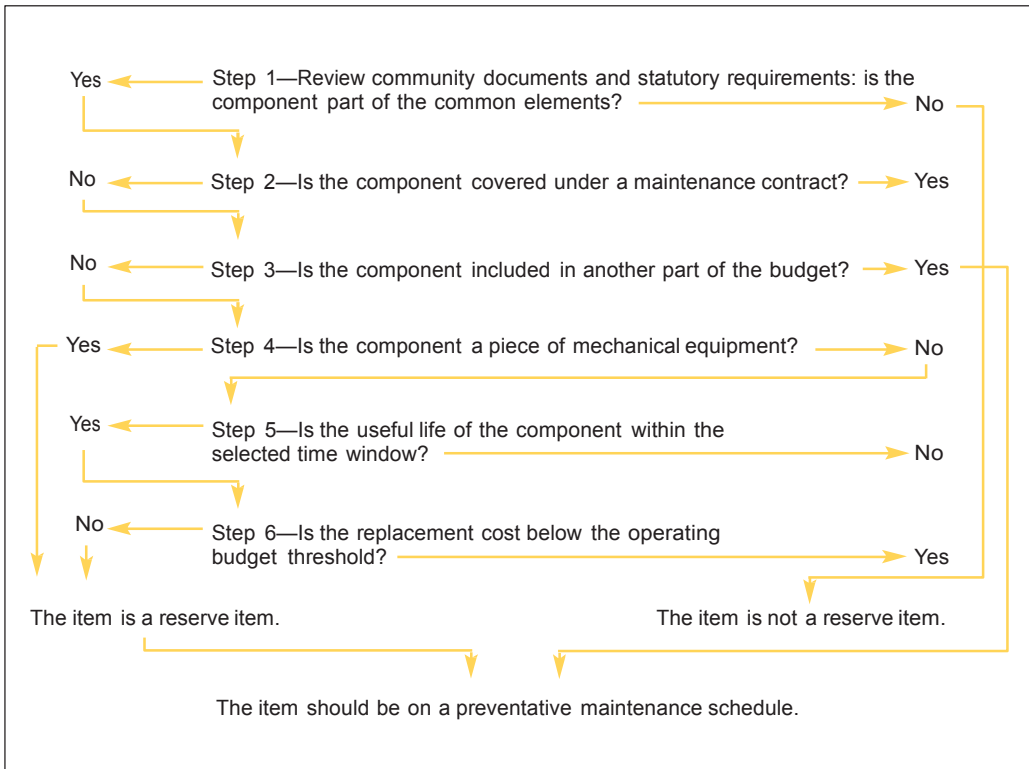 Yes
Step 1—Review community documents and statutory requirements: is the
component part of the common elements?
No
No
Step 2—Is the component covered under a maintenance contract?
Yes
No
Step 3—Is the component included in another part of the budget?
Yes
Yes
Step 4—Is the component a piece of mechanical equipment?
No
Yes
Step 5—Is the useful life of the component within the
selected time window?
No
No
Step 6—Is the replacement cost below the operating
budget threshold?
Yes
The item is a reserve item.
The item is not a reserve item.
The item should be on a preventative maintenance schedule.